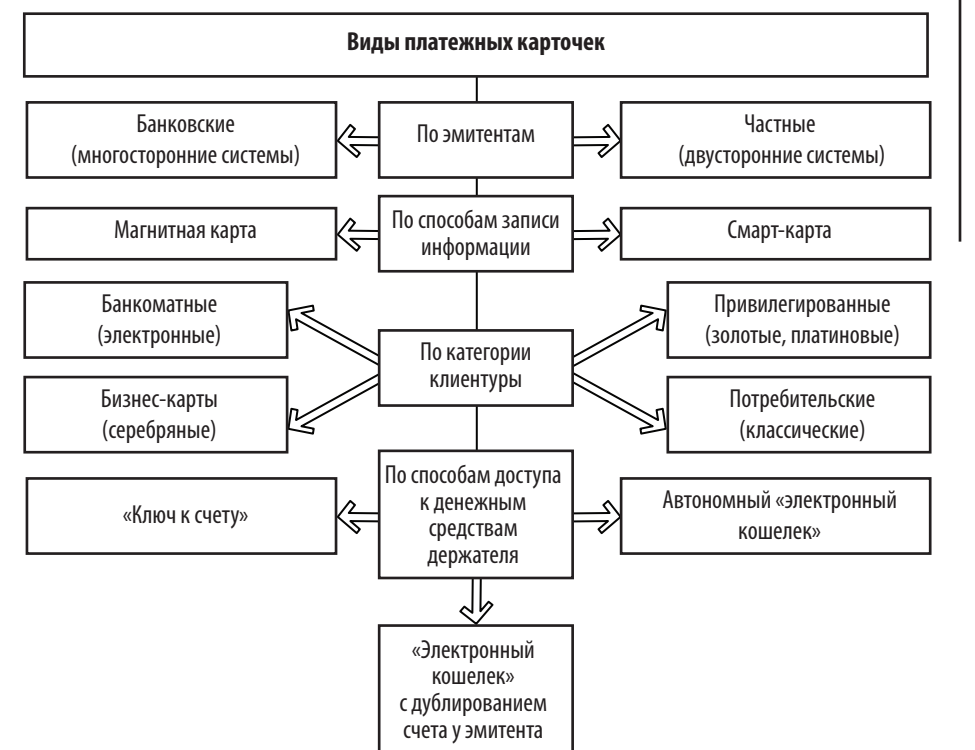 Виды платежных карточек
Банковские
(многосторонние системы)
По эмитентам
Частные
(двусторонние системы)
Магнитная карта
По способам записи
информации
Смарт-карта
Банкоматные
(электронные)
Привилегированные
(золотые, платиновые)
По категории
клиентуры
Бизнес-карты
(серебряные)
Потребительские
(классические)
«Ключ к счету»
По способам доступа
к денежным
средствам
держателя
Автономный «электронный
кошелек»
«Электронный
кошелек»
с дублированием
счета у эмитента